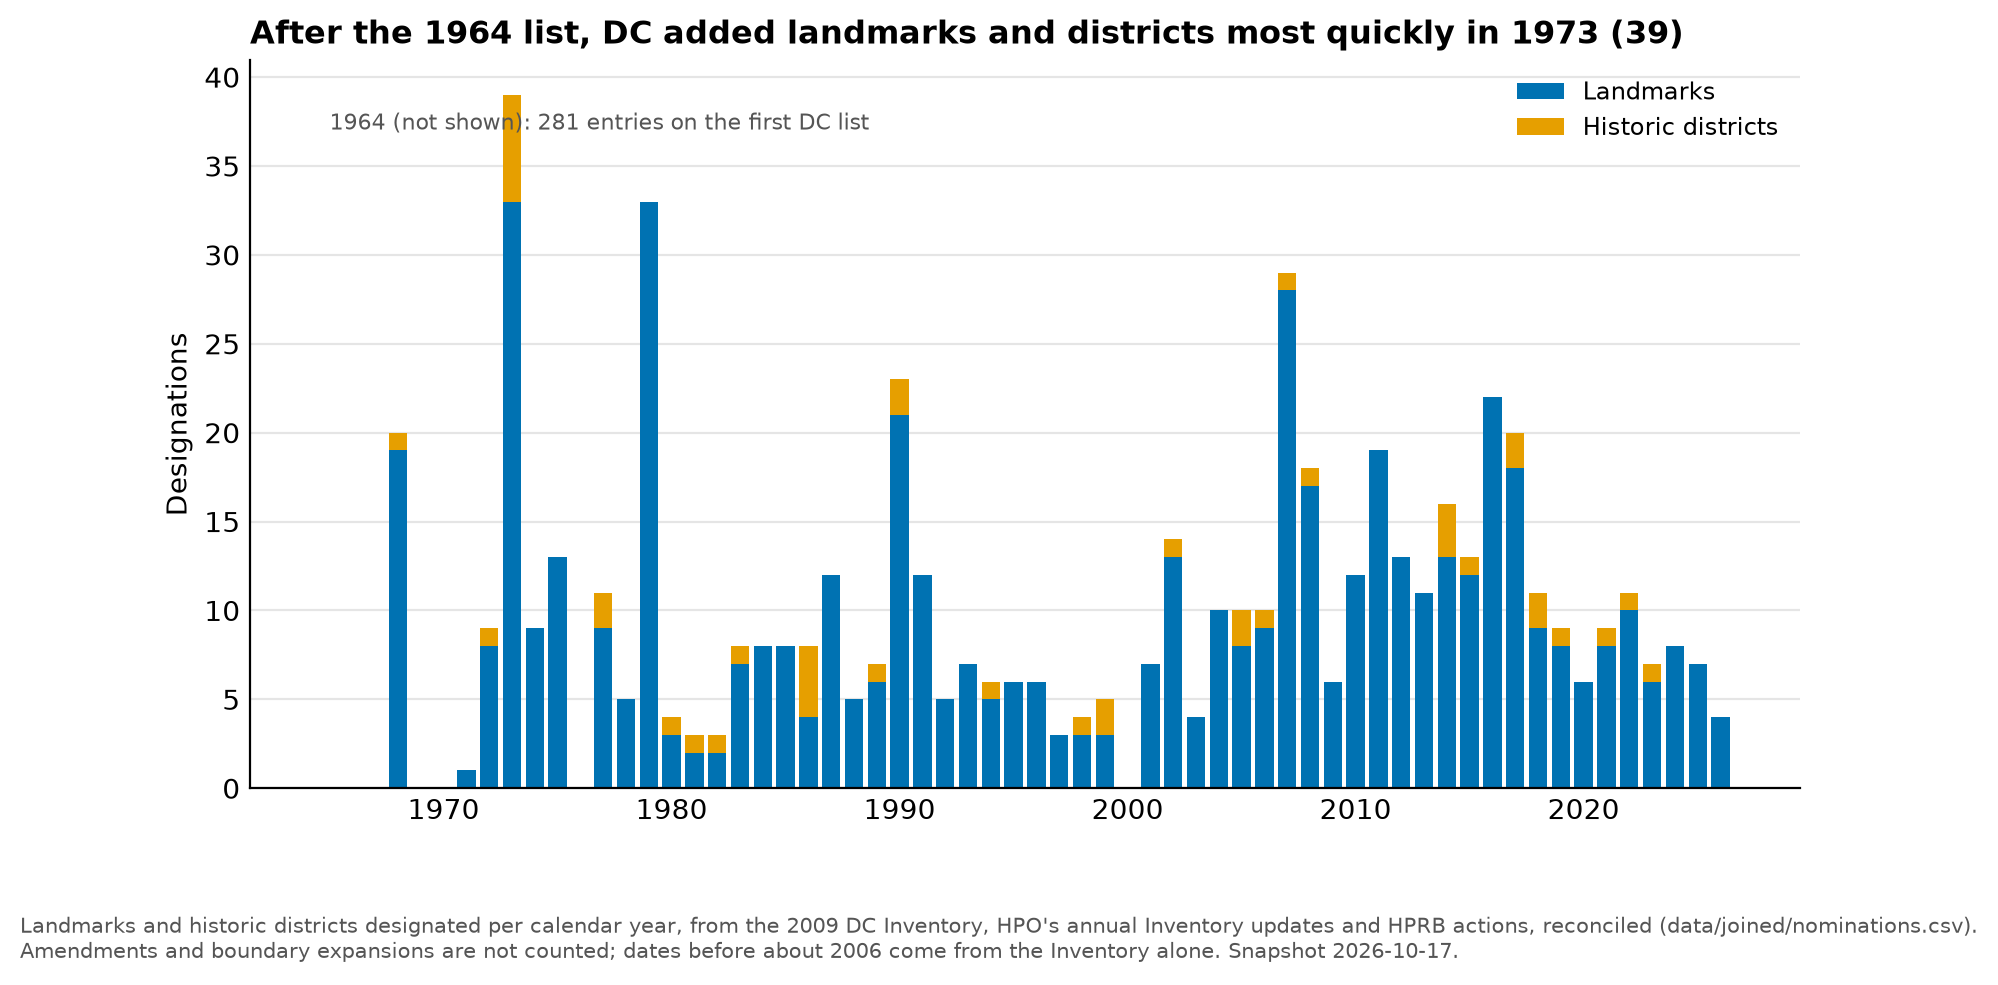 After the 1964 list, DC added landmarks and districts most quickly in 1973 (39)
40
35
30
25
20
15
10
5
0
Designations
1964 (not shown): 281 entries on the first DC list
Landmarks
Historic districts
1970 1980 1990 2000 2010 2020
Landmarks and historic districts designated per calendar year, from the 2009 DC Inventory, HPO's annual Inventory updates and HPRB actions, reconciled (data/joined/nominations.csv).
Amendments and boundary expansions are not counted; dates before about 2006 come from the Inventory alone. Snapshot 2026-10-17.